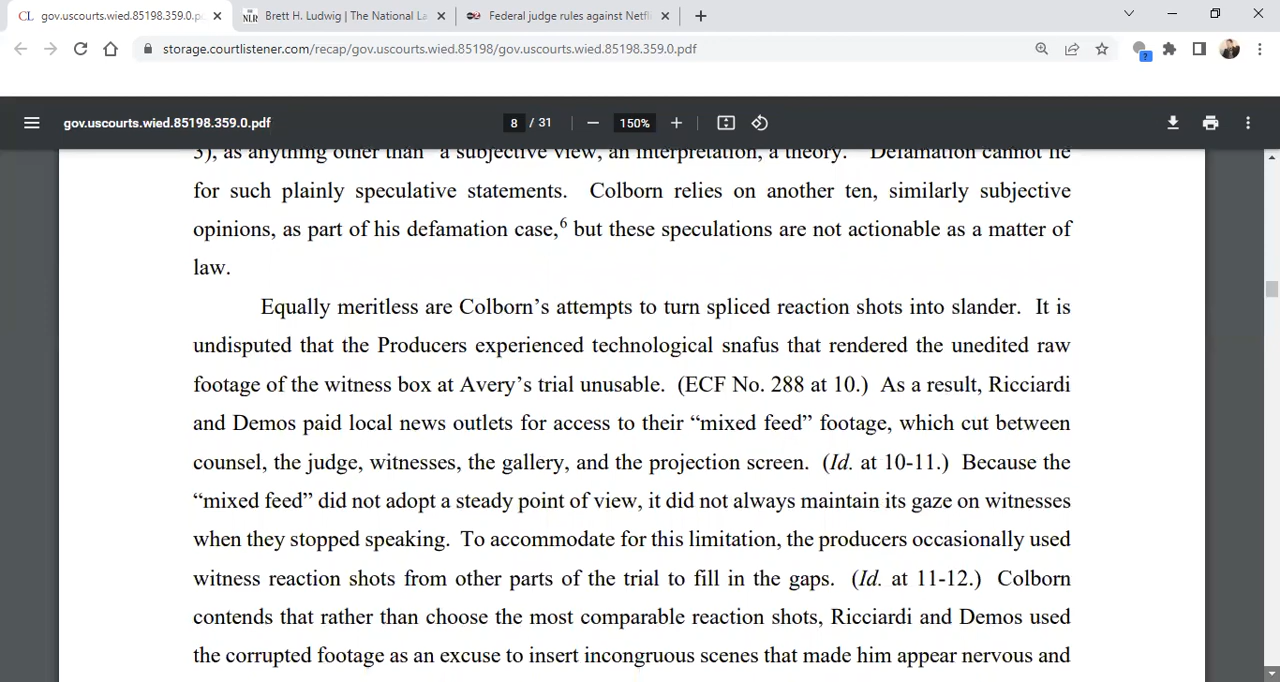 CL gov.uscourts.wied.85198.359.0.p Brett H. Ludwig | The National La Federal judge rules against Netfl
storage.courtlistener.com/recap/gov.uscourts.wied.85198/gov.uscourts.wied.85198.359.0.pdf
gov.uscourts.wied.85198.359.0.pdf 8 / 31 — 150% +
3), as anything other than "a subjective view, an interpretation, a theory." Defamation cannot lie
for such plainly speculative statements. Colborn relies on another ten, similarly subjective
opinions, as part of his defamation case,6 but these speculations are not actionable as a matter of
law.
Equally meritless are Colborn’s attempts to turn spliced reaction shots into slander. It is
undisputed that the Producers experienced technological snafus that rendered the unedited raw
footage of the witness box at Avery’s trial unusable. (ECF No. 288 at 10.) As a result, Ricciardi
and Demos paid local news outlets for access to their “mixed feed” footage, which cut between
counsel, the judge, witnesses, the gallery, and the projection screen. (Id. at 10-11.) Because the
“mixed feed” did not adopt a steady point of view, it did not always maintain its gaze on witnesses
when they stopped speaking. To accommodate for this limitation, the producers occasionally used
witness reaction shots from other parts of the trial to fill in the gaps. (Id. at 11-12.) Colborn
contends that rather than choose the most comparable reaction shots, Ricciardi and Demos used
the corrupted footage as an excuse to insert incongruous scenes that made him appear nervous and